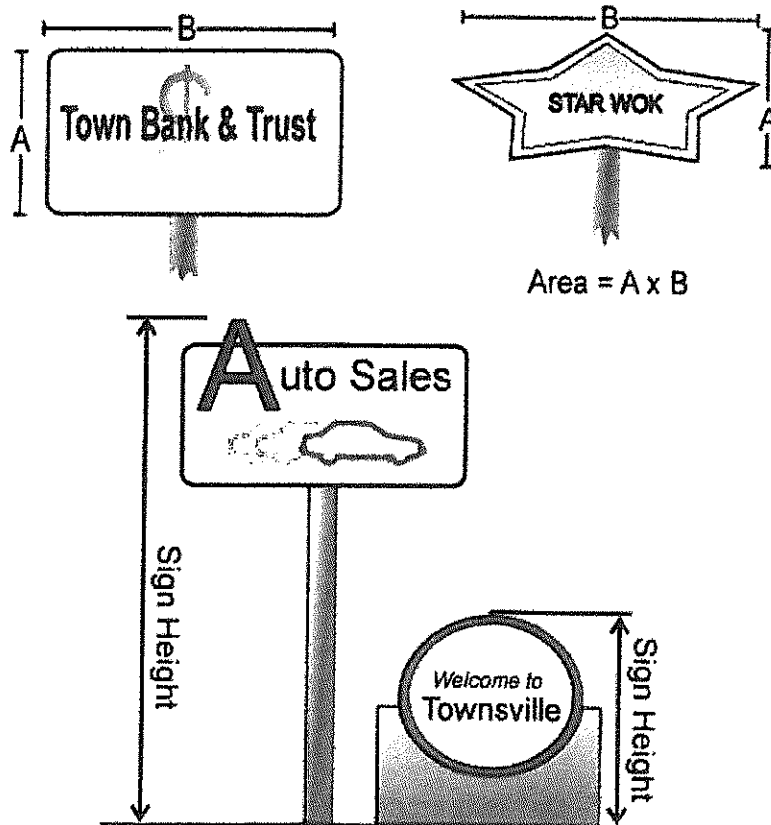 B
A
$
Town Bank & Trust
B
A
STAR WOK
Area = A x B
Auto Sales
Sign Height
Welcome to
Townsville
Sign Height